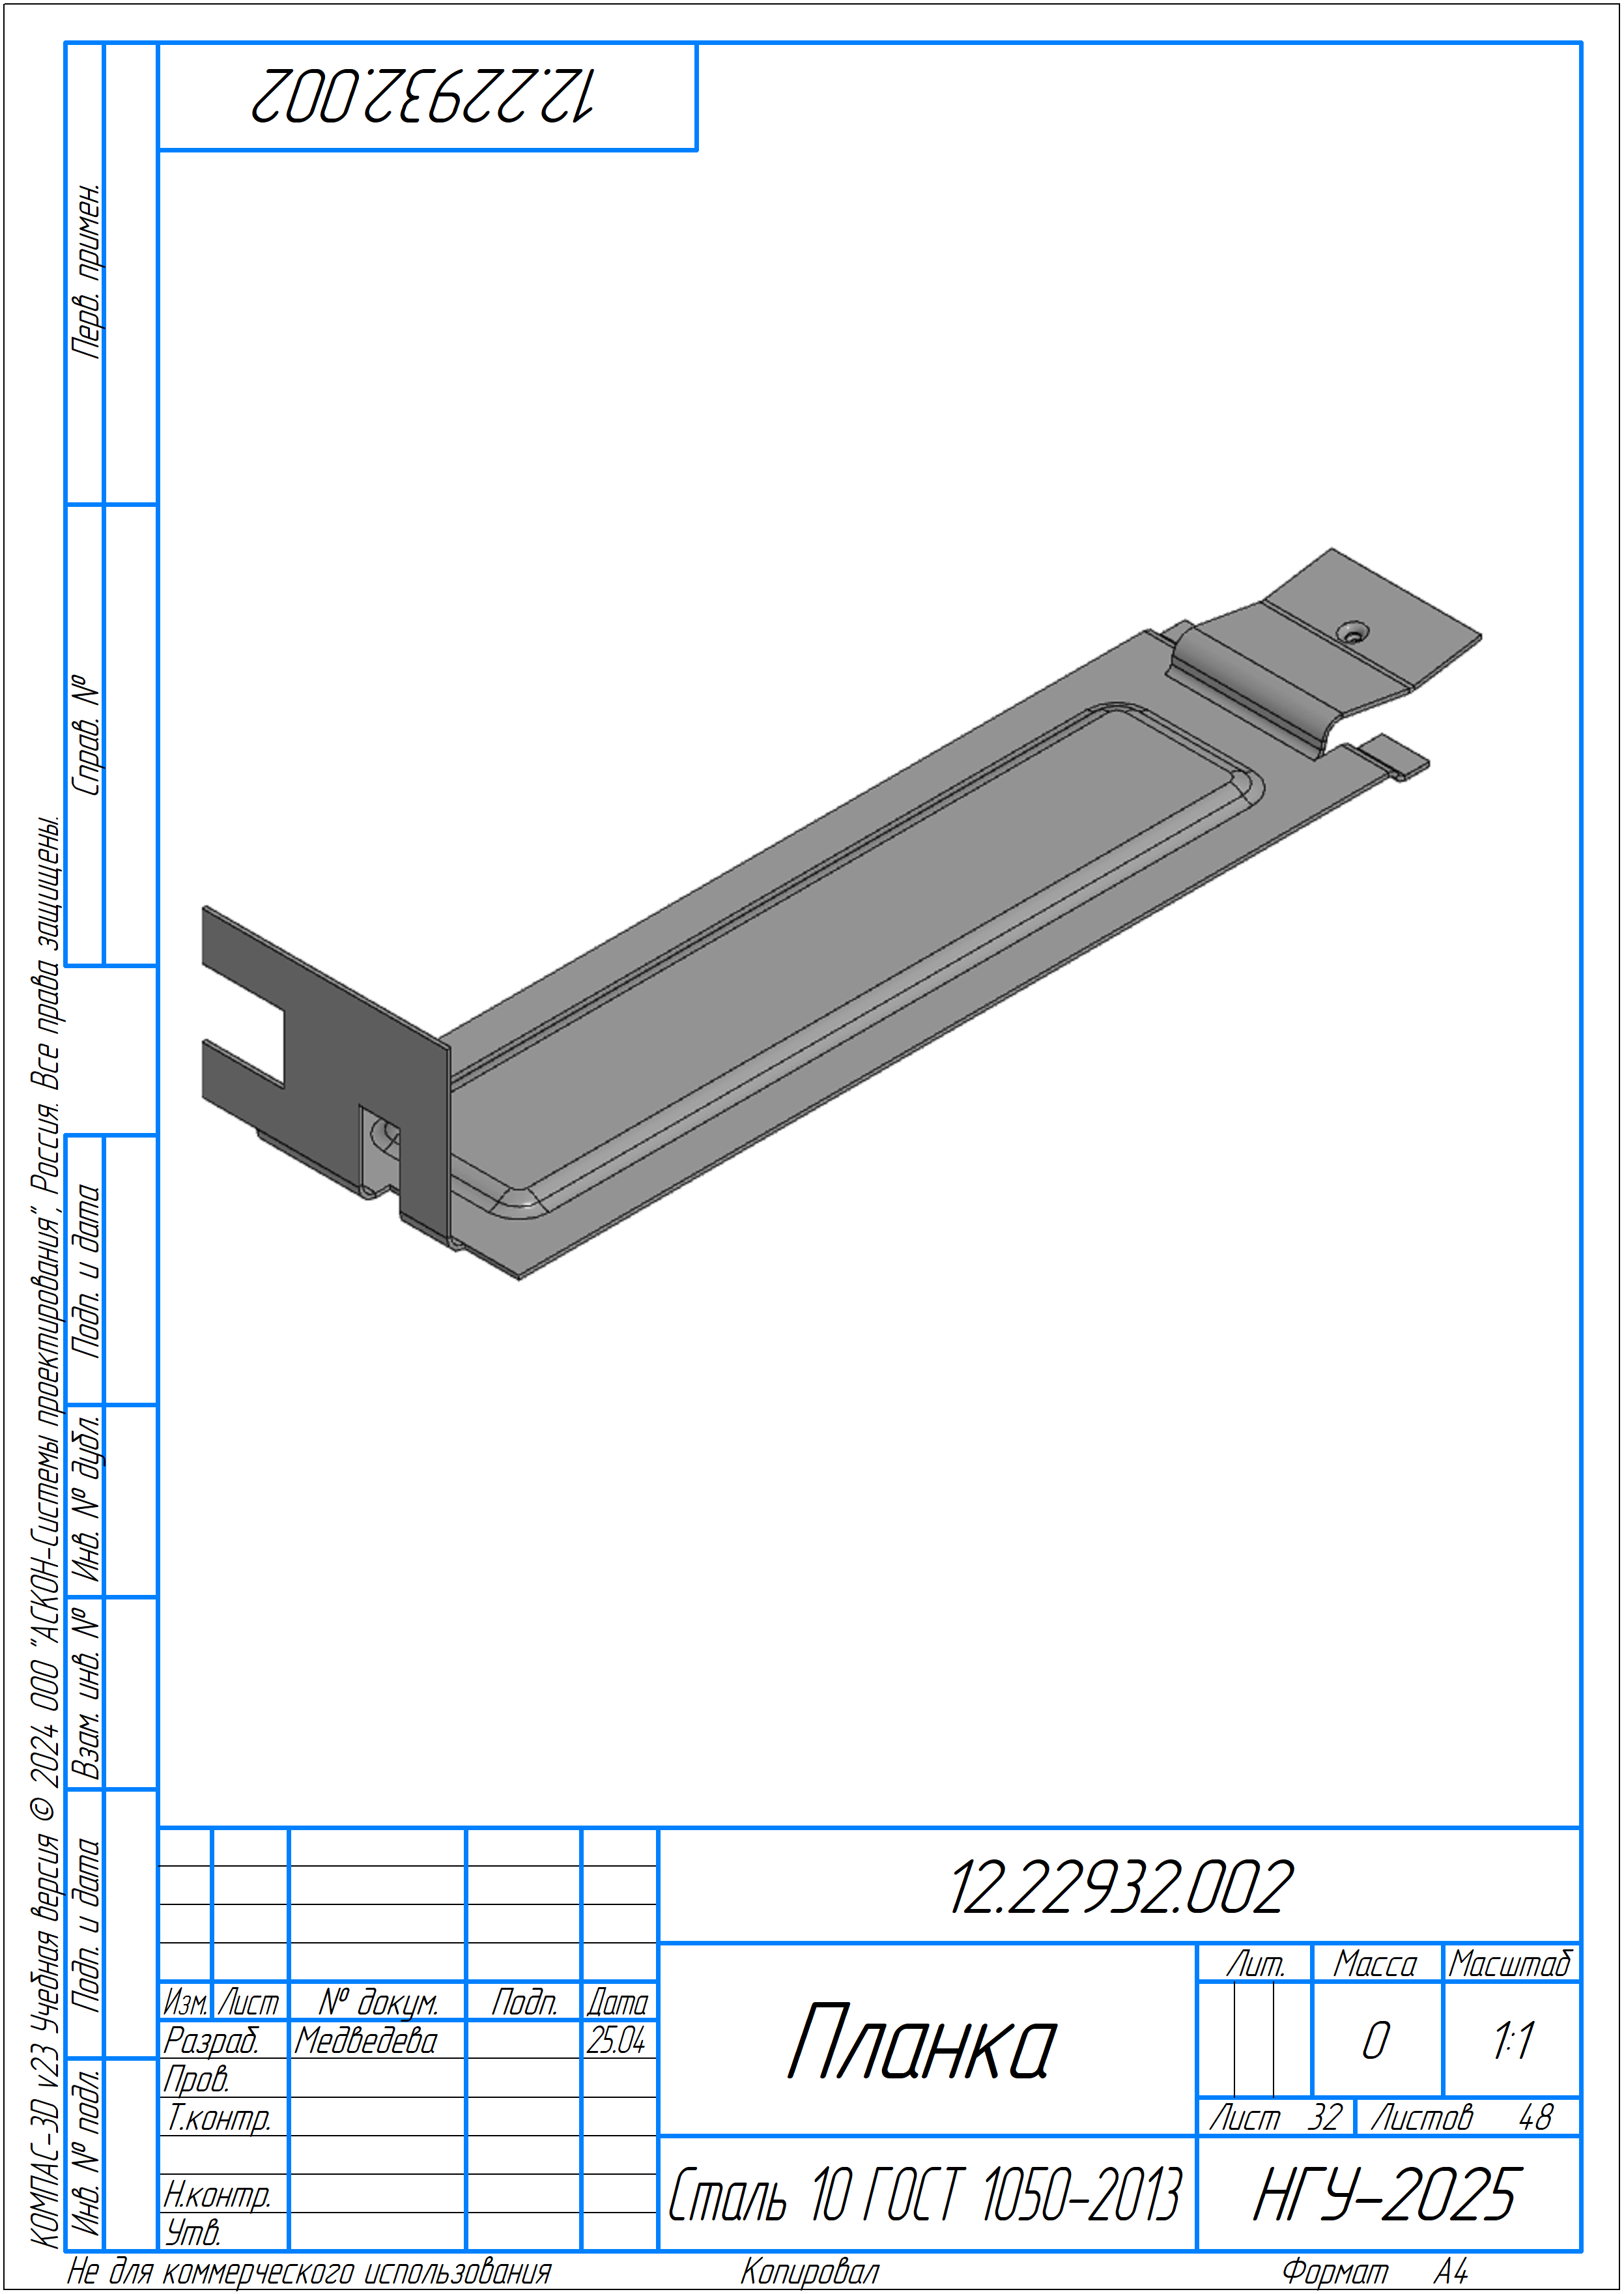 12.22932.002
Перв. примен.
Справ. №
Подп. и дата
Инв. № дубл.
Взам. инв. №
Подп. и дата
Инв. № подл.
КОМПАС-3D v23 Учебная версия © 2024 ООО "АСКОН-Системы проектирования", Россия. Все права защищены.
12.22932.002
Лит. Масса Масштаб
Изм. Лист № докум. Подп. Дата
Разраб. Медведева 25.04
Пров.
Т.контр.
Н.контр.
Утв.
Планка
0 1:1
Лист 32 Листов 48
Сталь 10 ГОСТ 1050-2013
НГУ-2025
Не для коммерческого использования Копировал Формат А4